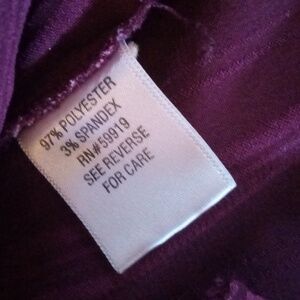 97% POLYESTER
3% SPANDEX
RN#59919
SEE REVERSE
FOR CARE